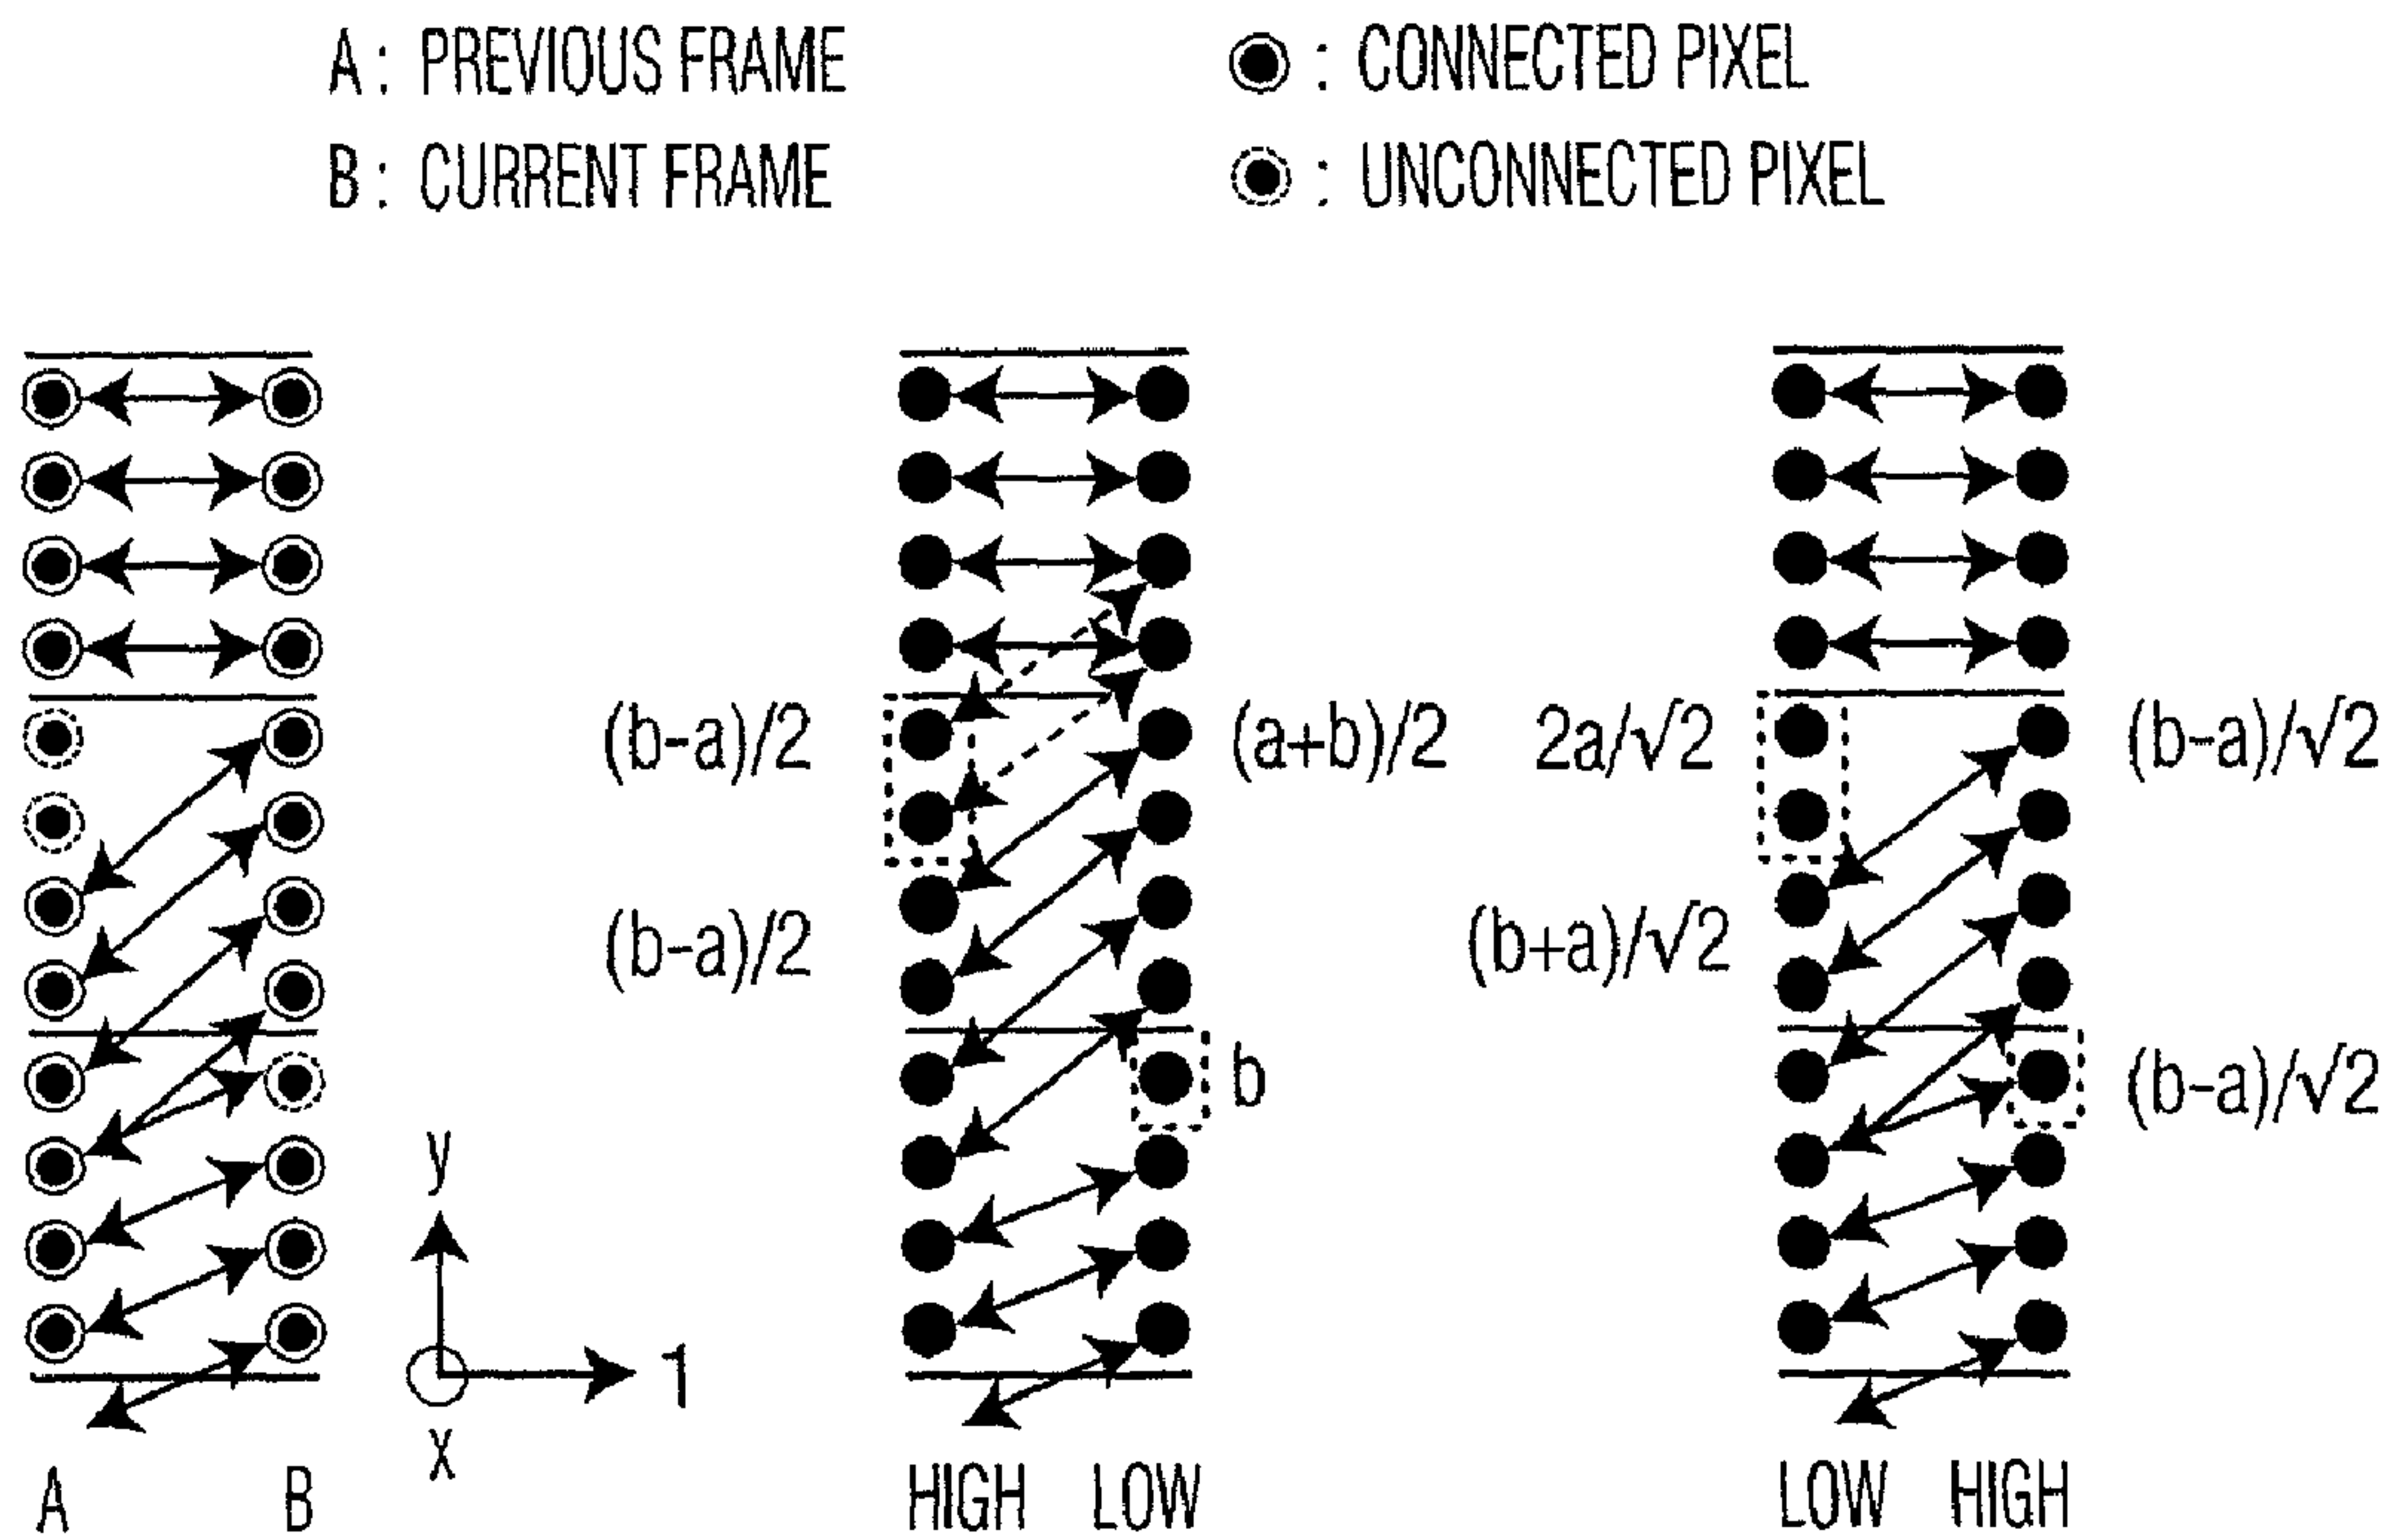 A : PREVIOUS FRAME
: CONNECTED PIXEL
B : CURRENT FRAME
: UNCONNECTED PIXEL
(b-a)/2
(a+b)/2
2a/√2
(b-a)/√2
(b-a)/2
(b+a)/√2
b
(b-a)/√2
y
1
x
A
B
HIGH
LOW
LOW
HIGH